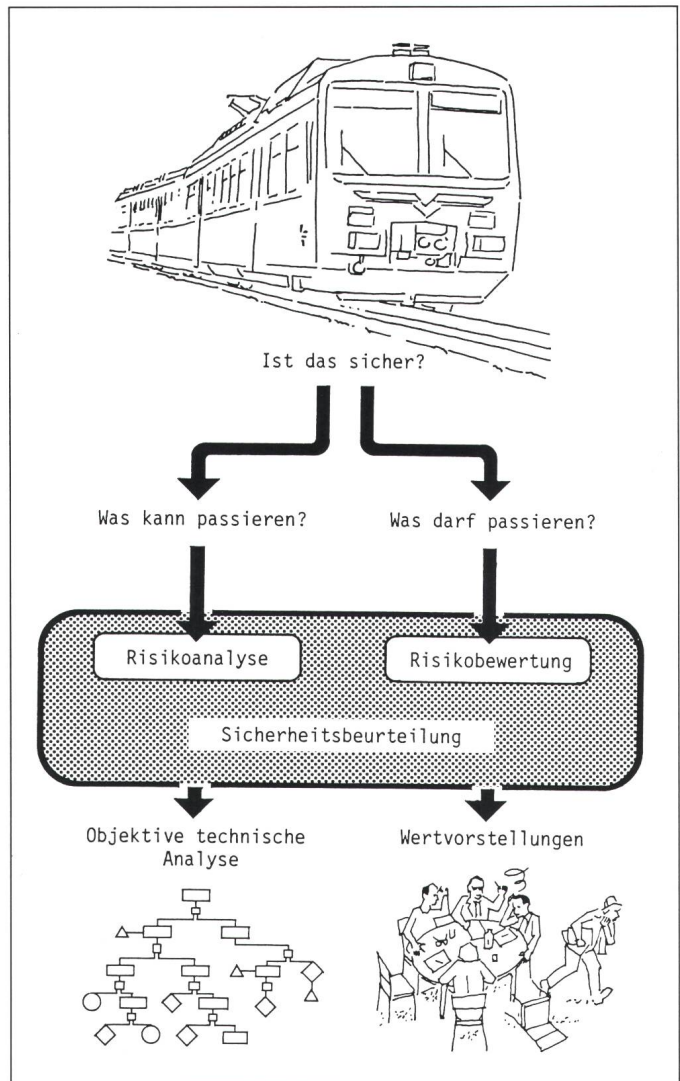 Ist das sicher?
Was kann passieren?
Was darf passieren?
Risikoanalyse
Risikobewertung
Sicherheitsbeurteilung
Objektive technische
Analyse
Wertvorstellungen